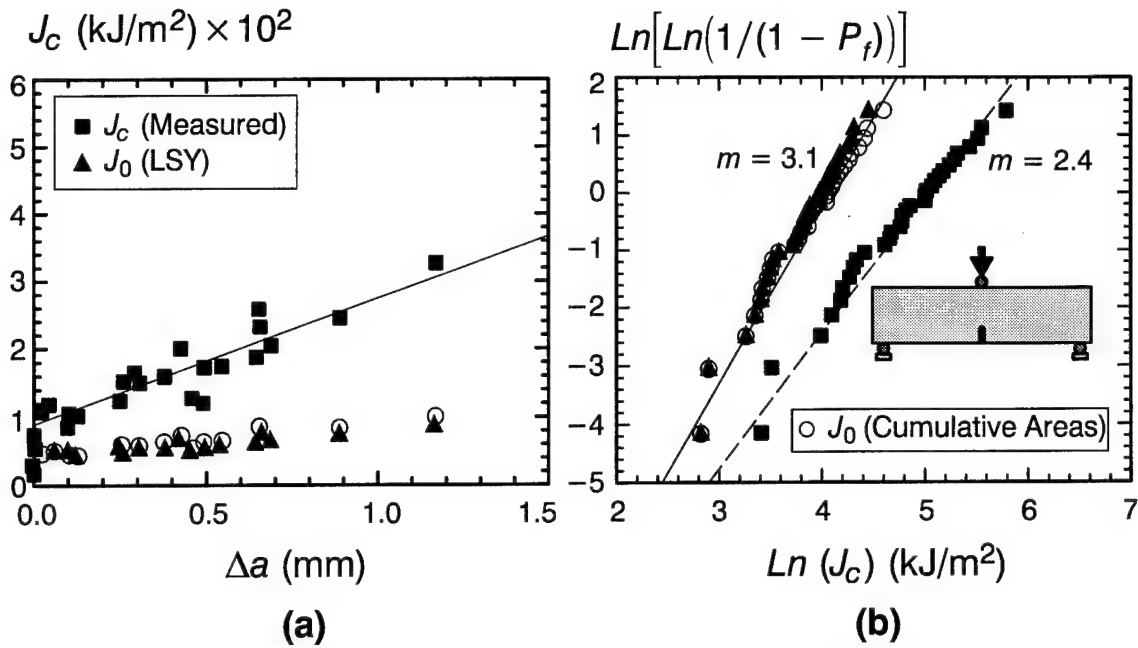 J_c (kJ/m²) × 10²
6
5
4
3
2
1
0
■ J_c (Measured)
▲ J_0 (LSY)
0.0 0.5 1.0 1.5
Δa (mm)
(a)
Ln[Ln(1/(1 − P_f))]
2
1
0
−1
−2
−3
−4
−5
m = 3.1
m = 2.4
○ J_0 (Cumulative Areas)
2 3 4 5 6 7
Ln (J_c) (kJ/m²)
(b)